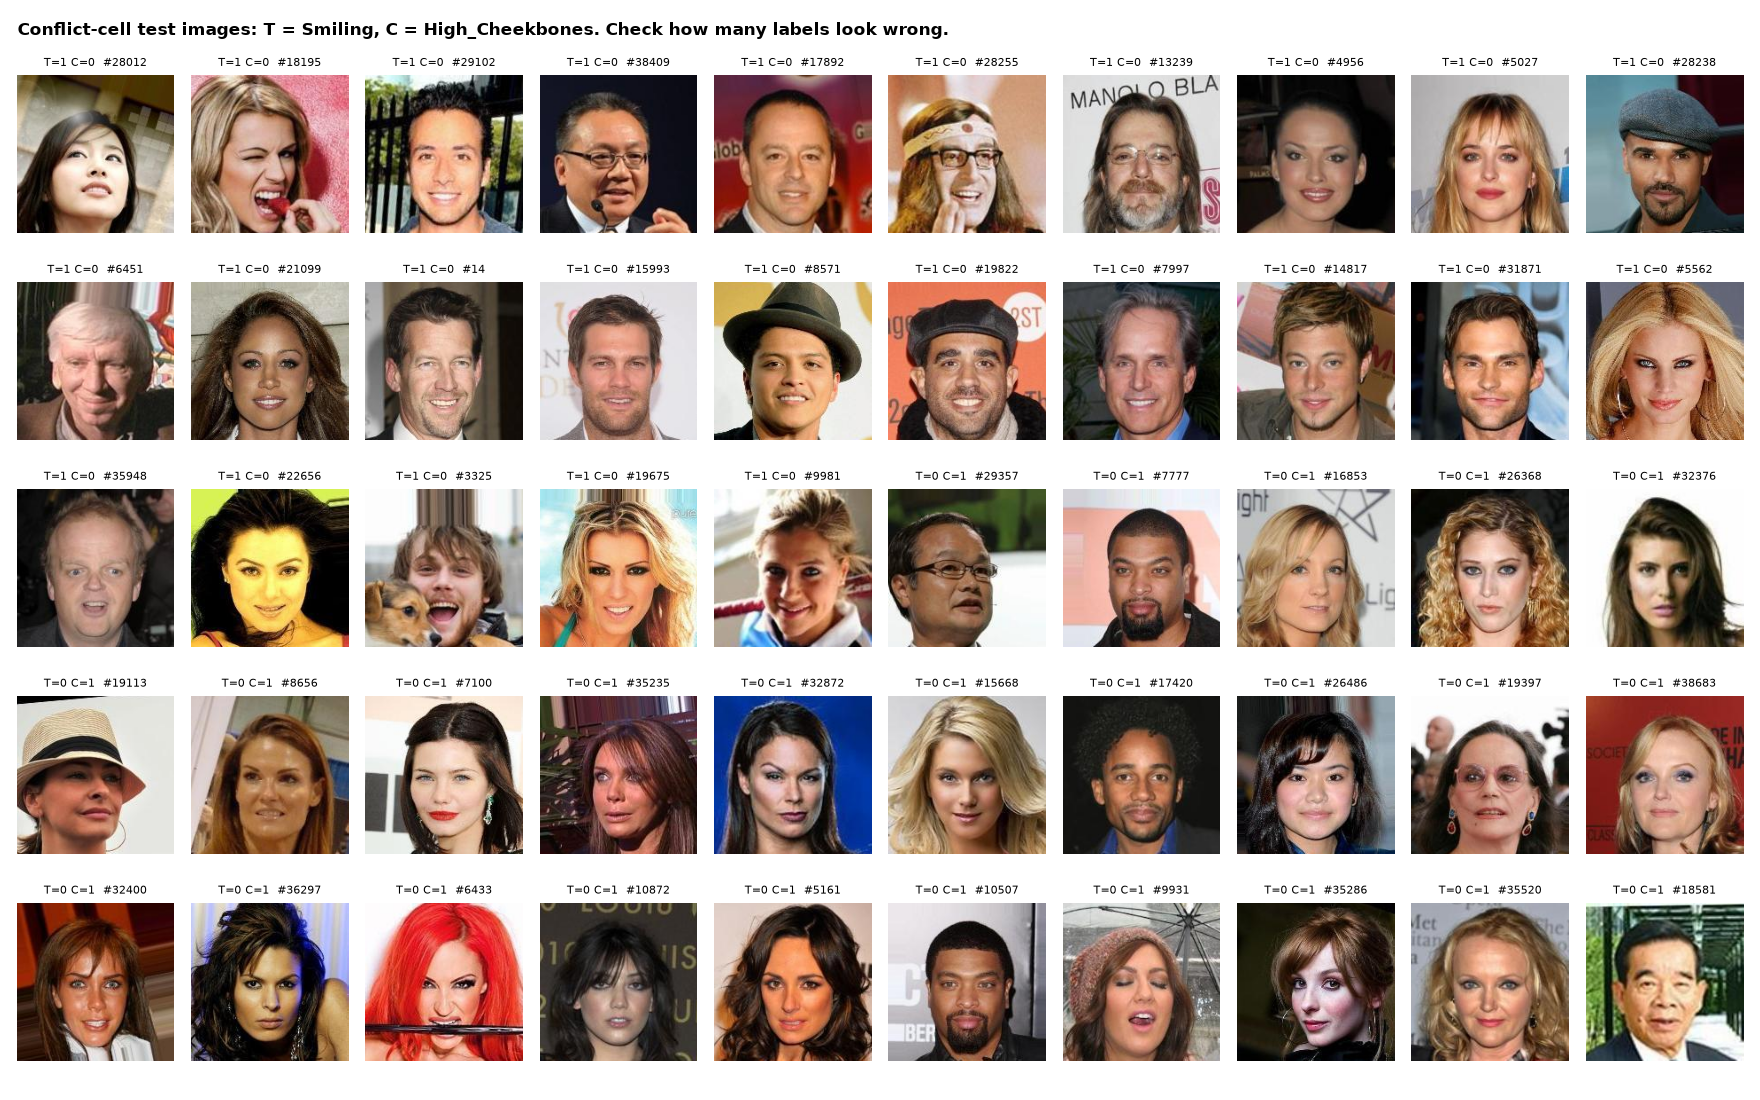 Conflict-cell test images: T = Smiling, C = High_Cheekbones. Check how many labels look wrong.
T=1 C=0 #28012
T=1 C=0 #18195
T=1 C=0 #29102
T=1 C=0 #38409
T=1 C=0 #17892
T=1 C=0 #28255
T=1 C=0 #13239
T=1 C=0 #4956
T=1 C=0 #5027
T=1 C=0 #28238
MANOLO BLA
T=1 C=0 #6451
T=1 C=0 #21099
T=1 C=0 #14
T=1 C=0 #15993
T=1 C=0 #8571
T=1 C=0 #19822
T=1 C=0 #7997
T=1 C=0 #14817
T=1 C=0 #31871
T=1 C=0 #5562
2ST
T=1 C=0 #35948
T=1 C=0 #22656
T=1 C=0 #3325
T=1 C=0 #19675
T=1 C=0 #9981
T=0 C=1 #29357
T=0 C=1 #7777
T=0 C=1 #16853
T=0 C=1 #26368
T=0 C=1 #32376
ight
Lig
T=0 C=1 #19113
T=0 C=1 #8656
T=0 C=1 #7100
T=0 C=1 #35235
T=0 C=1 #32872
T=0 C=1 #15668
T=0 C=1 #17420
T=0 C=1 #26486
T=0 C=1 #19397
T=0 C=1 #38683
SOCIET
CLASS
T=0 C=1 #32400
T=0 C=1 #36297
T=0 C=1 #6433
T=0 C=1 #10872
T=0 C=1 #5161
T=0 C=1 #10507
T=0 C=1 #9931
T=0 C=1 #35286
T=0 C=1 #35520
T=0 C=1 #18581
BER
Met